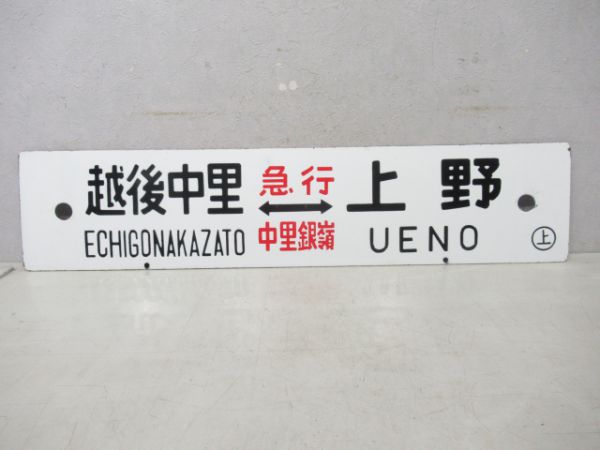 越後中里 急行 上野
ECHIGONAKAZATO 中里銀嶺 UENO 上